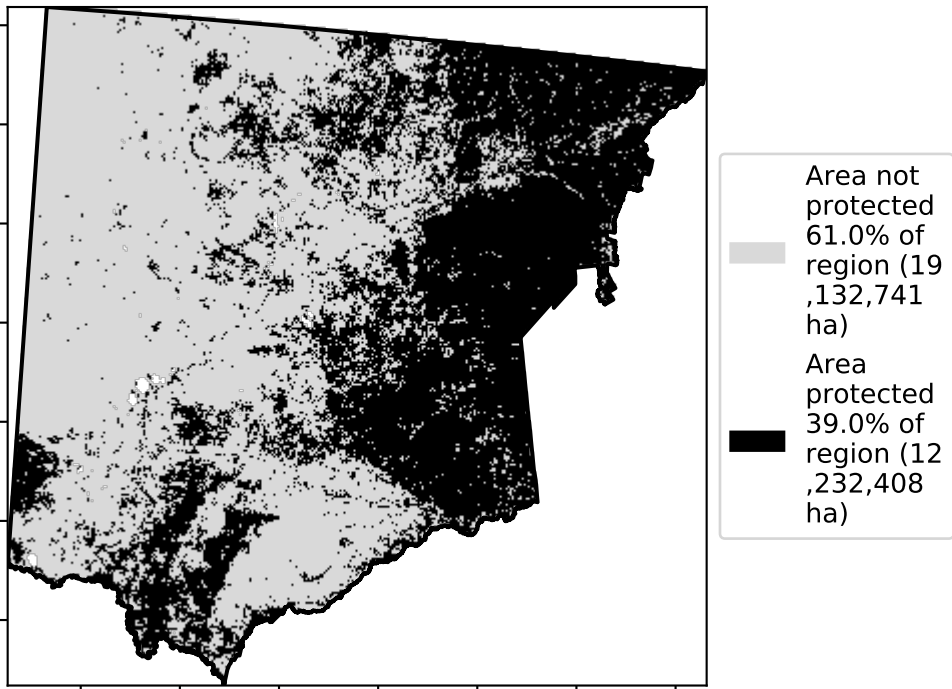 Area not
protected
61.0% of
region (19
,132,741
ha)
Area
protected
39.0% of
region (12
,232,408
ha)